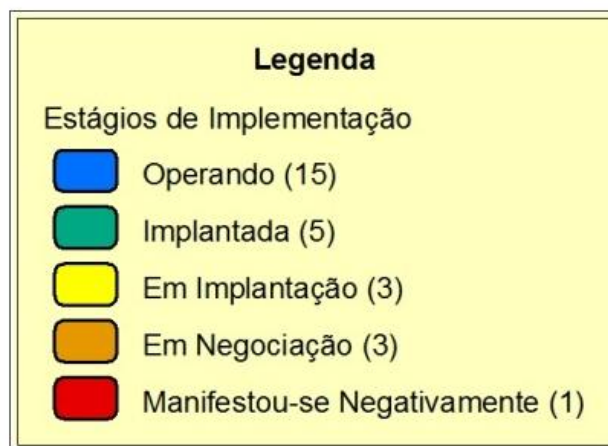 Legenda
Estágios de Implementação
Operando (15)
Implantada (5)
Em Implantação (3)
Em Negociação (3)
Manifestou-se Negativamente (1)